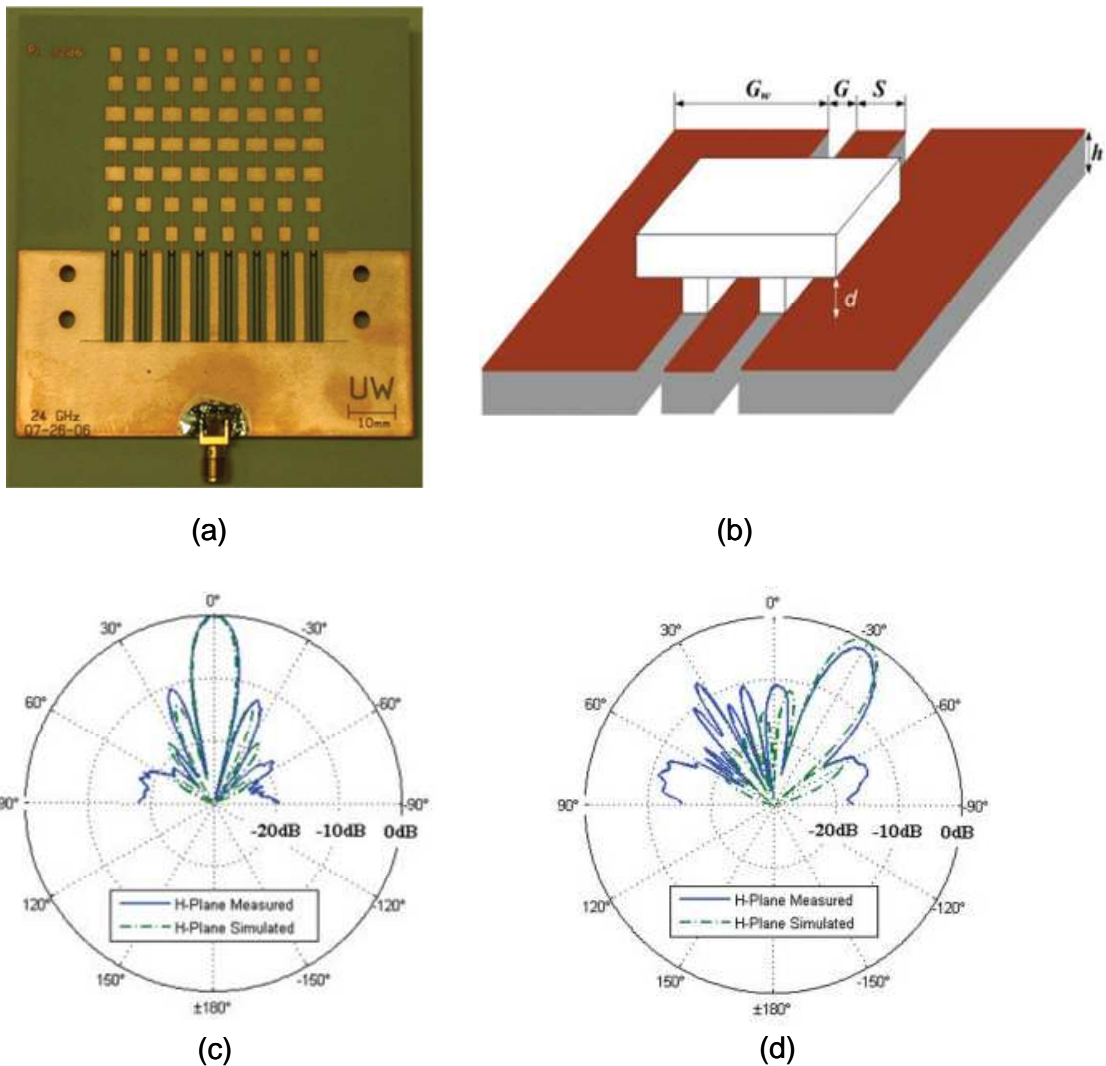 UW
10mm
24 GHz
07-26-06
(a)
G_w G S
h
d
(b)
0°
30° -30°
60° -60°
90° -90°
-20dB -10dB 0dB
H-Plane Measured
H-Plane Simulated
120° -120°
150° -150°
±180°
(c)
0°
30° -30°
60° -60°
90° -90°
-20dB -10dB 0dB
H-Plane Measured
H-Plane Simulated
120° -120°
150° -150°
±180°
(d)